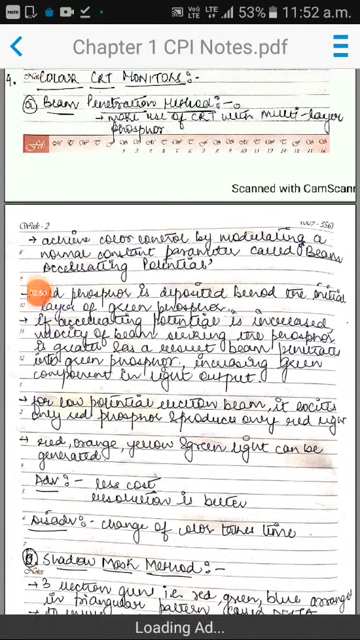 53% 11:52 a.m.
Chapter 1 CPI Notes.pdf
4. COLOUR CRT MONITORS:-
(a) Beam Penetration Method:-
→ make use of CRT with multi-layer
phosphor.
Scanned with CamScann
→ achieve color control by modulating a
normal constant parameter called "Beam
Accelerating Potential"
phosphor is deposited the initial
layer of green phosphor.
→ if accelerating potential is increased
velocity of beam the phosphor
is greater & as a result beam penetrate
into green phosphor, increasing green
component in light output
→ for low potential electron beam, it excites
only red phosphor & produces only red light
→ red, orange, yellow & green light can be
generated
Adv:- less cost
resolution is better
Disadv:- change of color takes time
Shadow Mask Method:-
→ 3 electron gun i.e. red, green, blue arranged
in triangular pattern DELTA
Loading Ad...